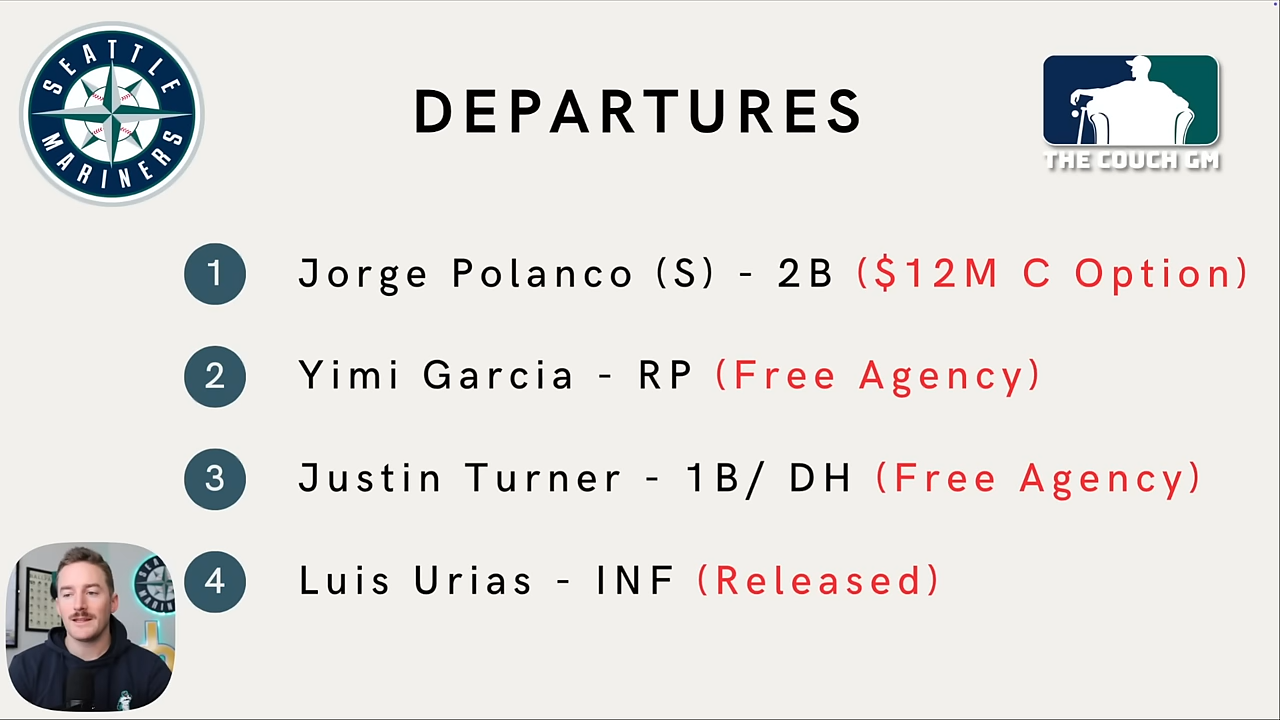 SEATTLE
MARINERS
DEPARTURES
THE COUCH GM
1 Jorge Polanco (S) - 2B ($12M C Option)
2 Yimi Garcia - RP (Free Agency)
3 Justin Turner - 1B/ DH (Free Agency)
4 Luis Urias - INF (Released)